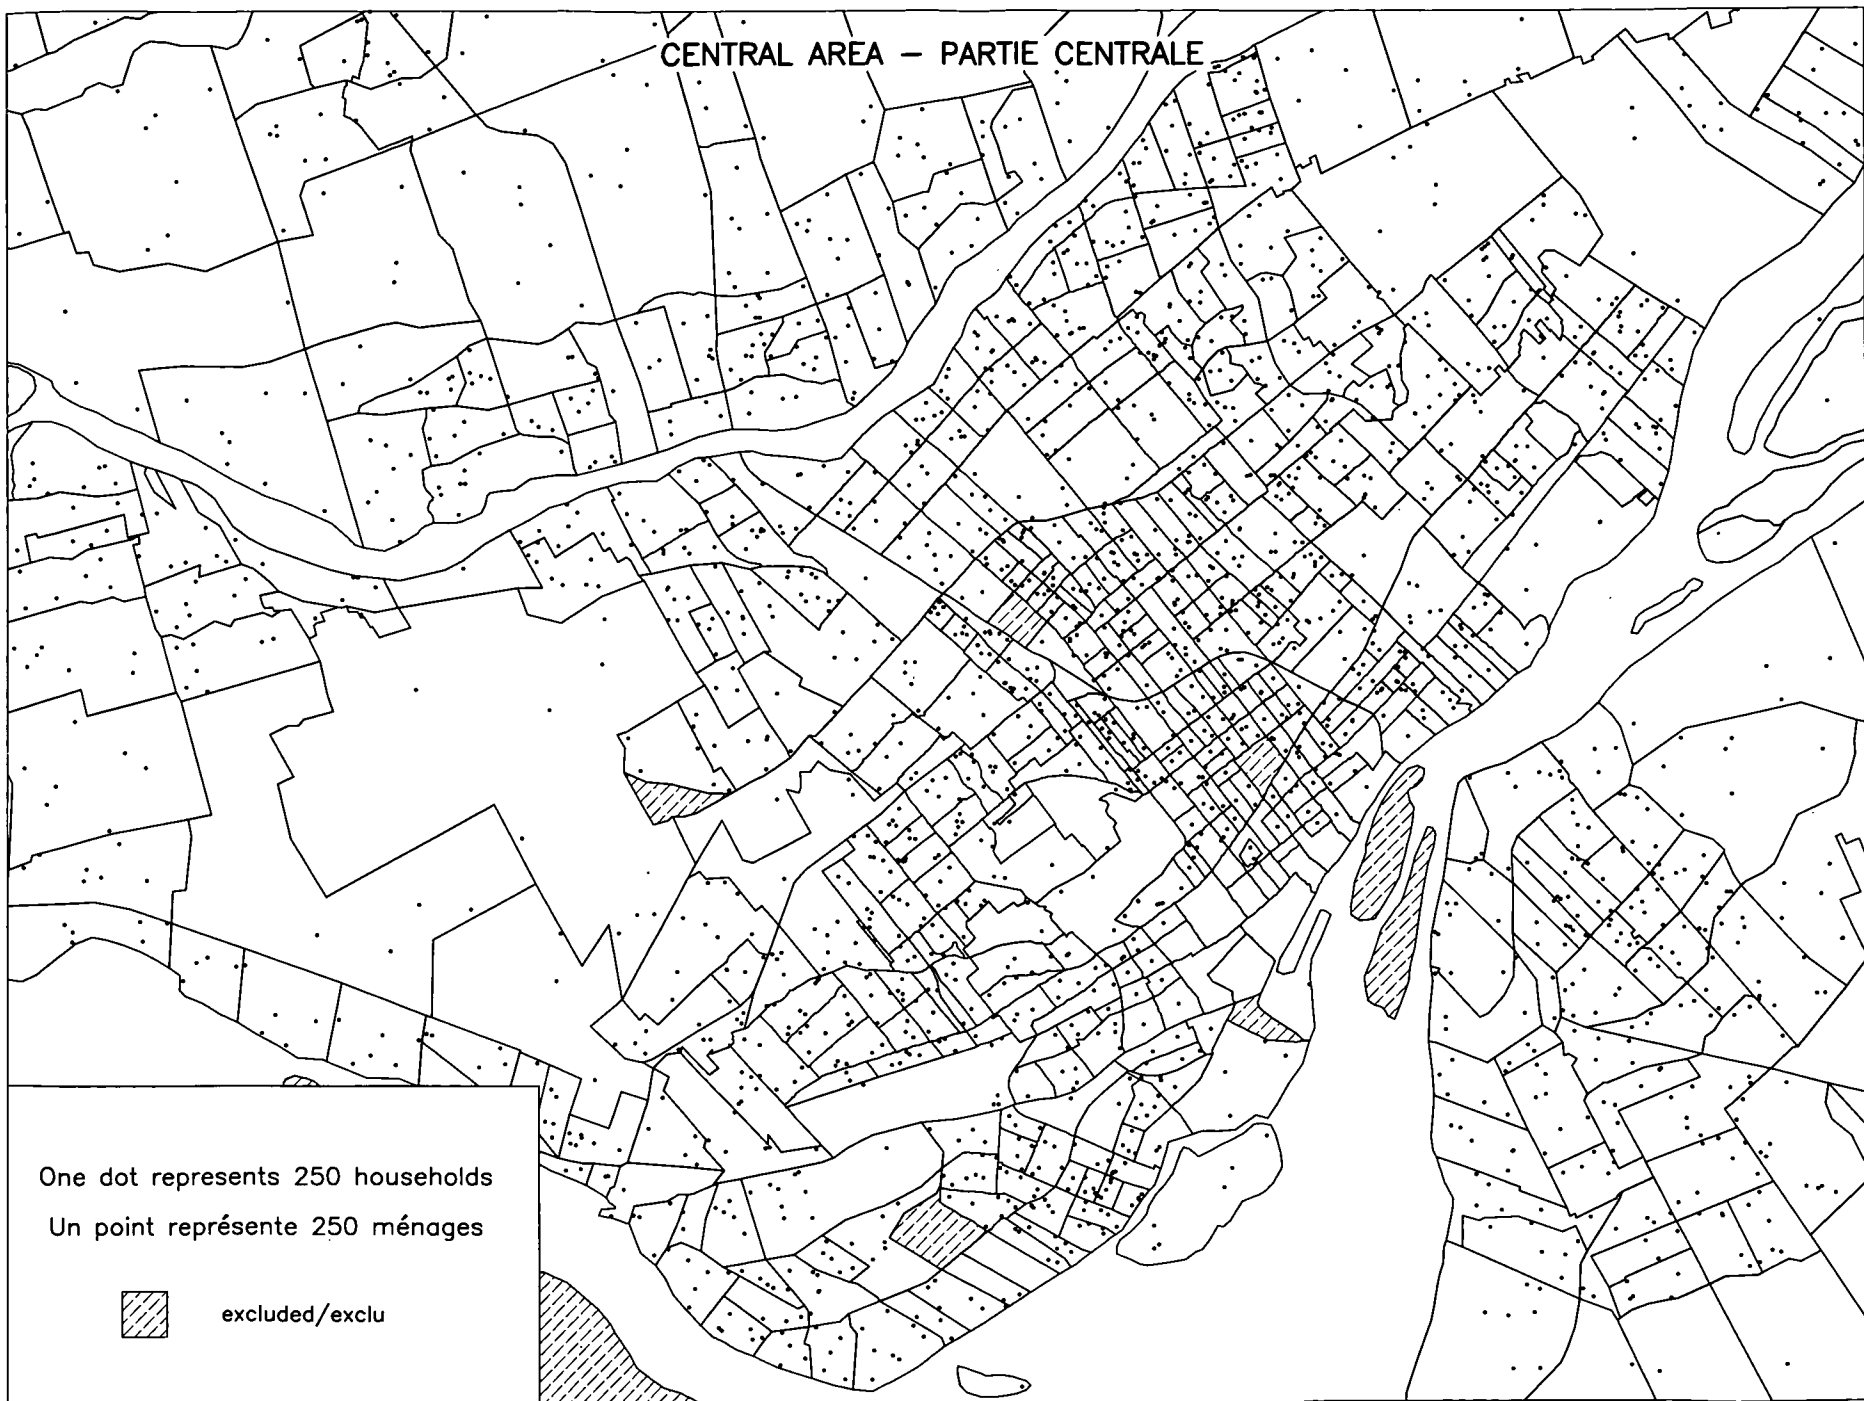 CENTRAL AREA – PARTIE CENTRALE
One dot represents 250 households
Un point représente 250 ménages
excluded/exclu